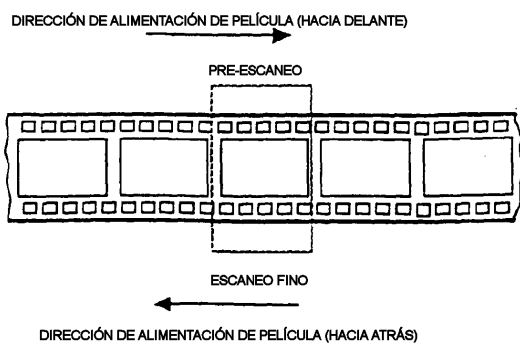 DIRECCIÓN DE ALIMENTACIÓN DE PELÍCULA (HACIA DELANTE)
PRE-ESCANEO
ESCANEO FINO
DIRECCIÓN DE ALIMENTACIÓN DE PELÍCULA (HACIA ATRÁS)